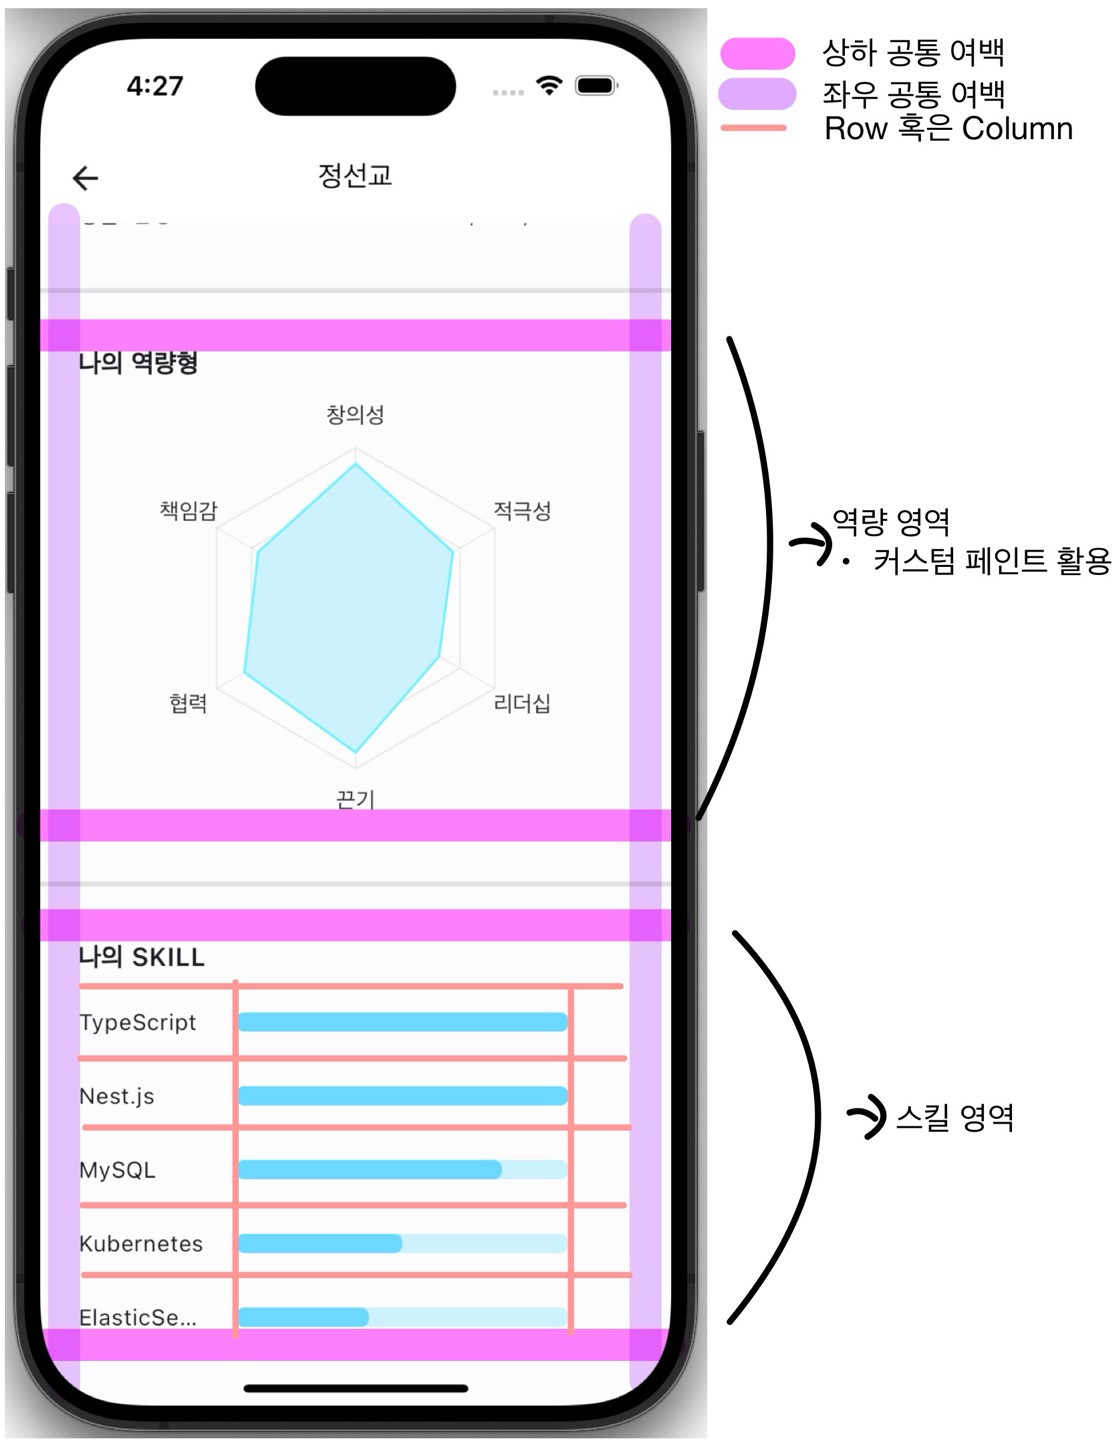 4:27
정선교
나의 역량형
창의성
책임감
적극성
협력
리더십
끈기
나의 SKILL
TypeScript
Nest.js
MySQL
Kubernetes
ElasticSe...
상하 공통 여백
좌우 공통 여백
Row 혹은 Column
역량 영역
• 커스텀 페인트 활용
스킬 영역